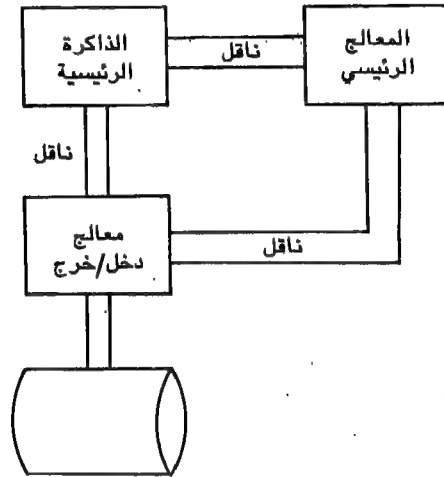 المعالج
الرئيسي
ناقل
الذاكرة
الرئيسية
ناقل
معالج
دخل/خرج
ناقل